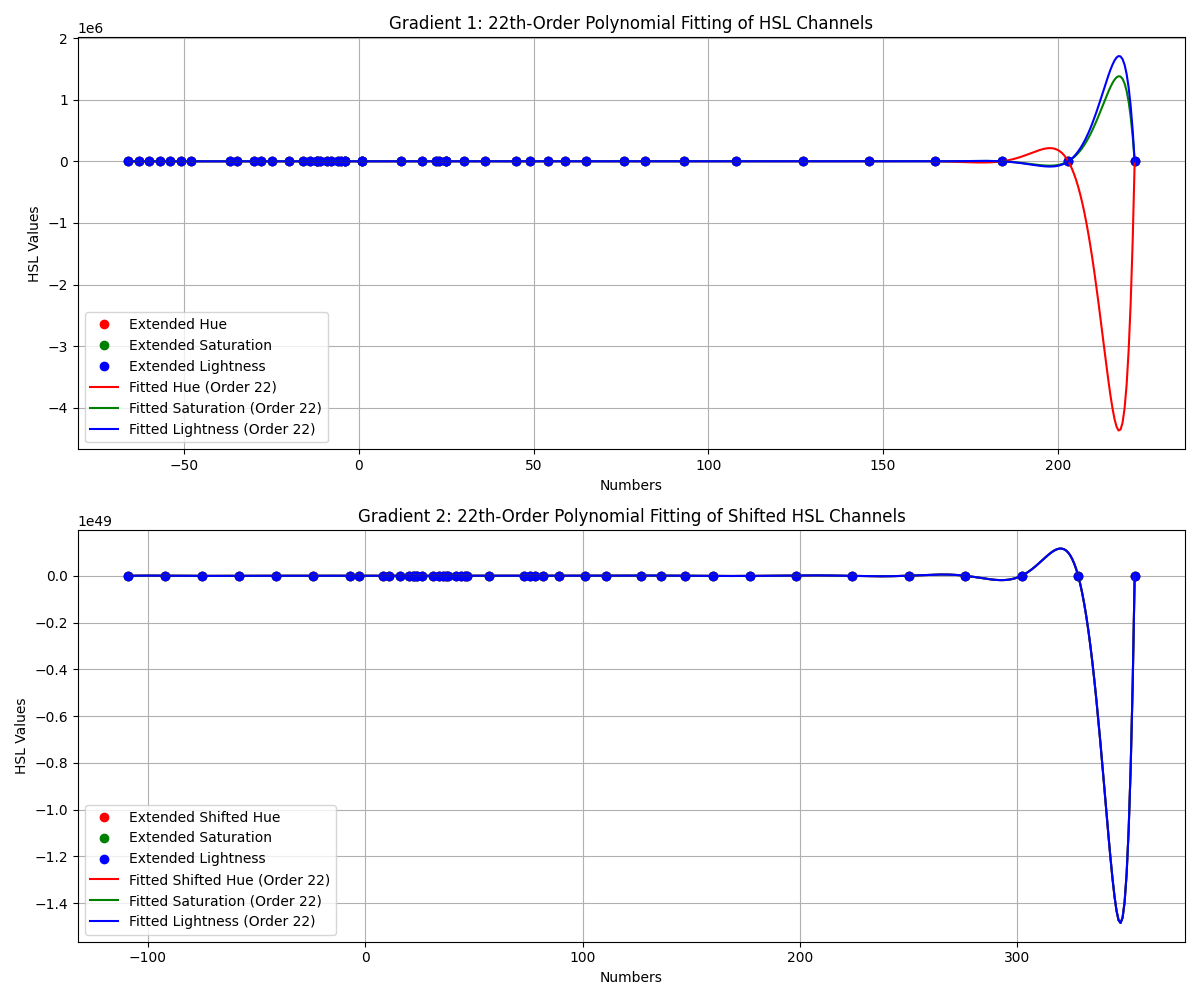 Gradient 1: 22th-Order Polynomial Fitting of HSL Channels
1e6
2
1
0
−1
−2
−3
−4
HSL Values
Extended Hue
Extended Saturation
Extended Lightness
Fitted Hue (Order 22)
Fitted Saturation (Order 22)
Fitted Lightness (Order 22)
−50 0 50 100 150 200
Numbers
Gradient 2: 22th-Order Polynomial Fitting of Shifted HSL Channels
1e49
0.0
−0.2
−0.4
−0.6
−0.8
−1.0
−1.2
−1.4
HSL Values
Extended Shifted Hue
Extended Saturation
Extended Lightness
Fitted Shifted Hue (Order 22)
Fitted Saturation (Order 22)
Fitted Lightness (Order 22)
−100 0 100 200 300
Numbers